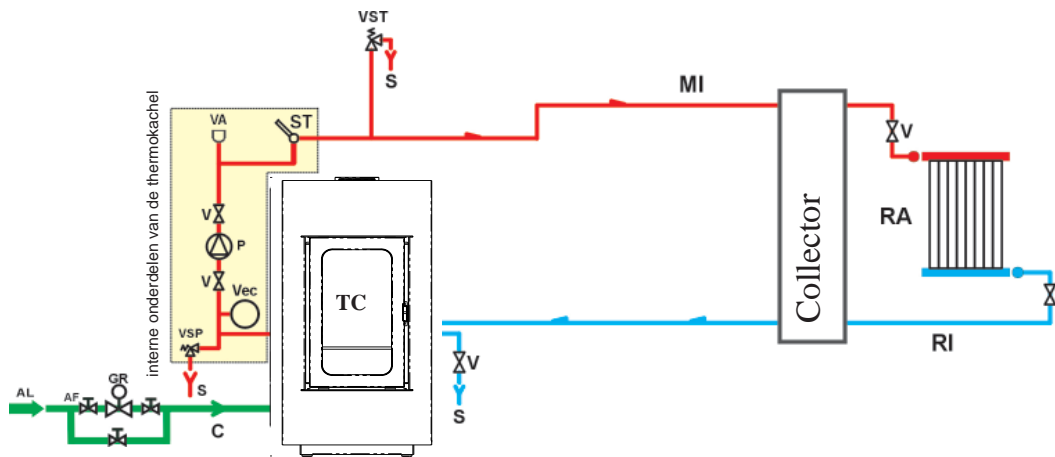 VST
S
MI
interne onderdelen van de thermokachel
VA
ST
V
V
P
V
Vec
VSP
S
TC
Collector
RA
V
RI
V
S
GR
AL
AF
C